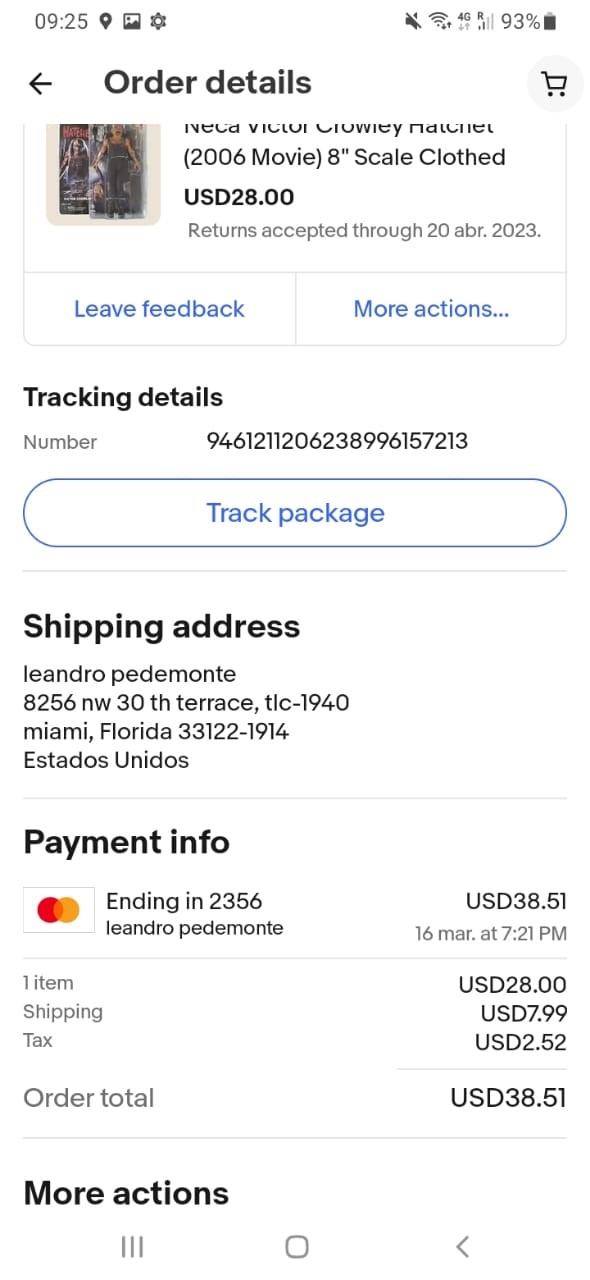 09:25 4G R 93%
Order details
Neca Victor Crowley Hatchet
(2006 Movie) 8" Scale Clothed
USD28.00
Returns accepted through 20 abr. 2023.
Leave feedback More actions...
Tracking details
Number 9461211206238996157213
Track package
Shipping address
leandro pedemonte
8256 nw 30 th terrace, tlc-1940
miami, Florida 33122-1914
Estados Unidos
Payment info
Ending in 2356 USD38.51
leandro pedemonte 16 mar. at 7:21 PM
1 item USD28.00
Shipping USD7.99
Tax USD2.52
Order total USD38.51
More actions